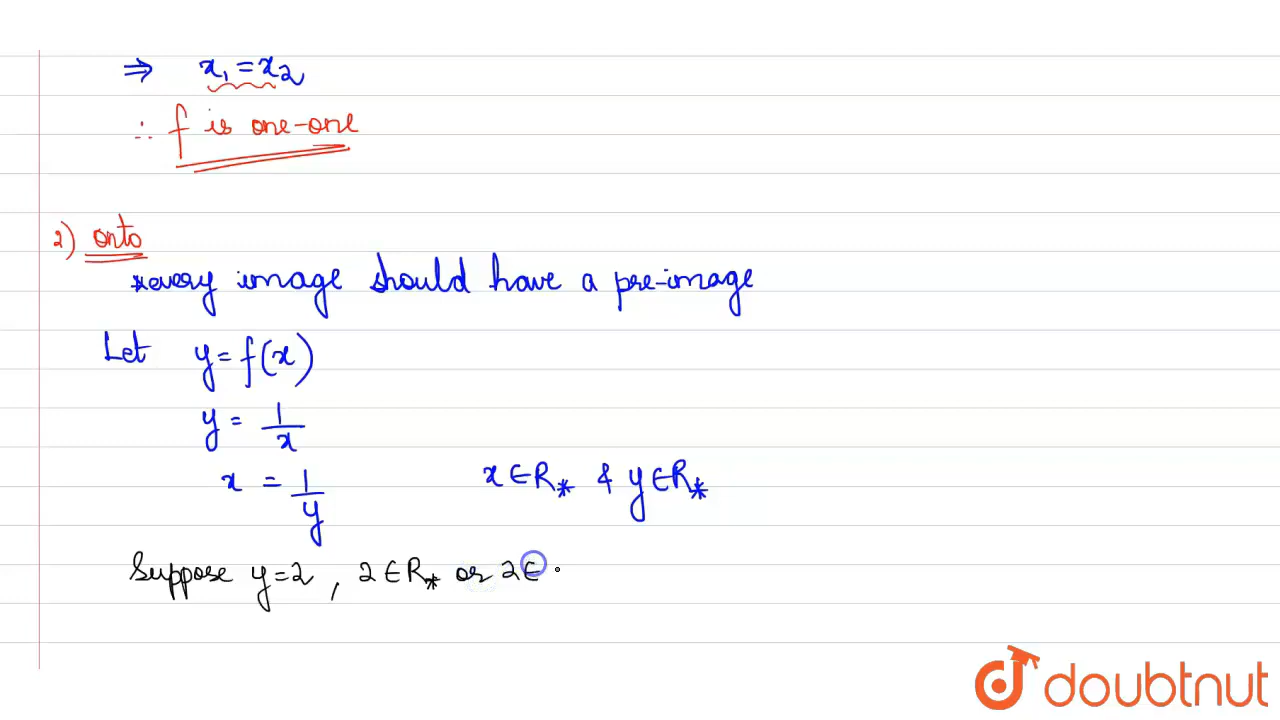 ⇒ x₁ = x₂
∴ f is one-one
2) onto
*every image should have a pre-image
Let y = f(x)
y = 1/x
x = 1/y x ∈ R* & y ∈ R*
Suppose y = 2 , 2 ∈ R* or 2 ∈
doubtnut